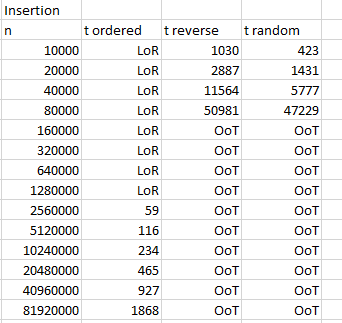 Insertion
n t ordered t reverse t random
10000 LoR 1030 423
20000 LoR 2887 1431
40000 LoR 11564 5777
80000 LoR 50981 47229
160000 LoR OoT OoT
320000 LoR OoT OoT
640000 LoR OoT OoT
1280000 LoR OoT OoT
2560000 59 OoT OoT
5120000 116 OoT OoT
10240000 234 OoT OoT
20480000 465 OoT OoT
40960000 927 OoT OoT
81920000 1868 OoT OoT